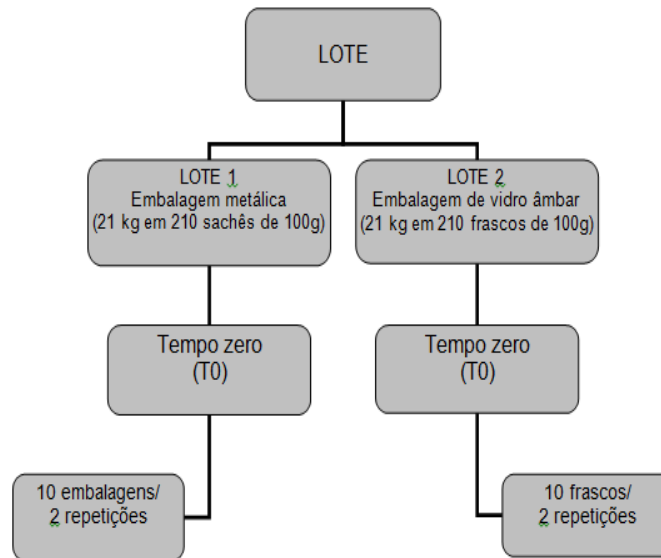 LOTE
LOTE 1
Embalagem metálica
(21 kg em 210 sachês de 100g)
LOTE 2
Embalagem de vidro âmbar
(21 kg em 210 frascos de 100g)
Tempo zero
(T0)
Tempo zero
(T0)
10 embalagens/
2 repetições
10 frascos/
2 repetições